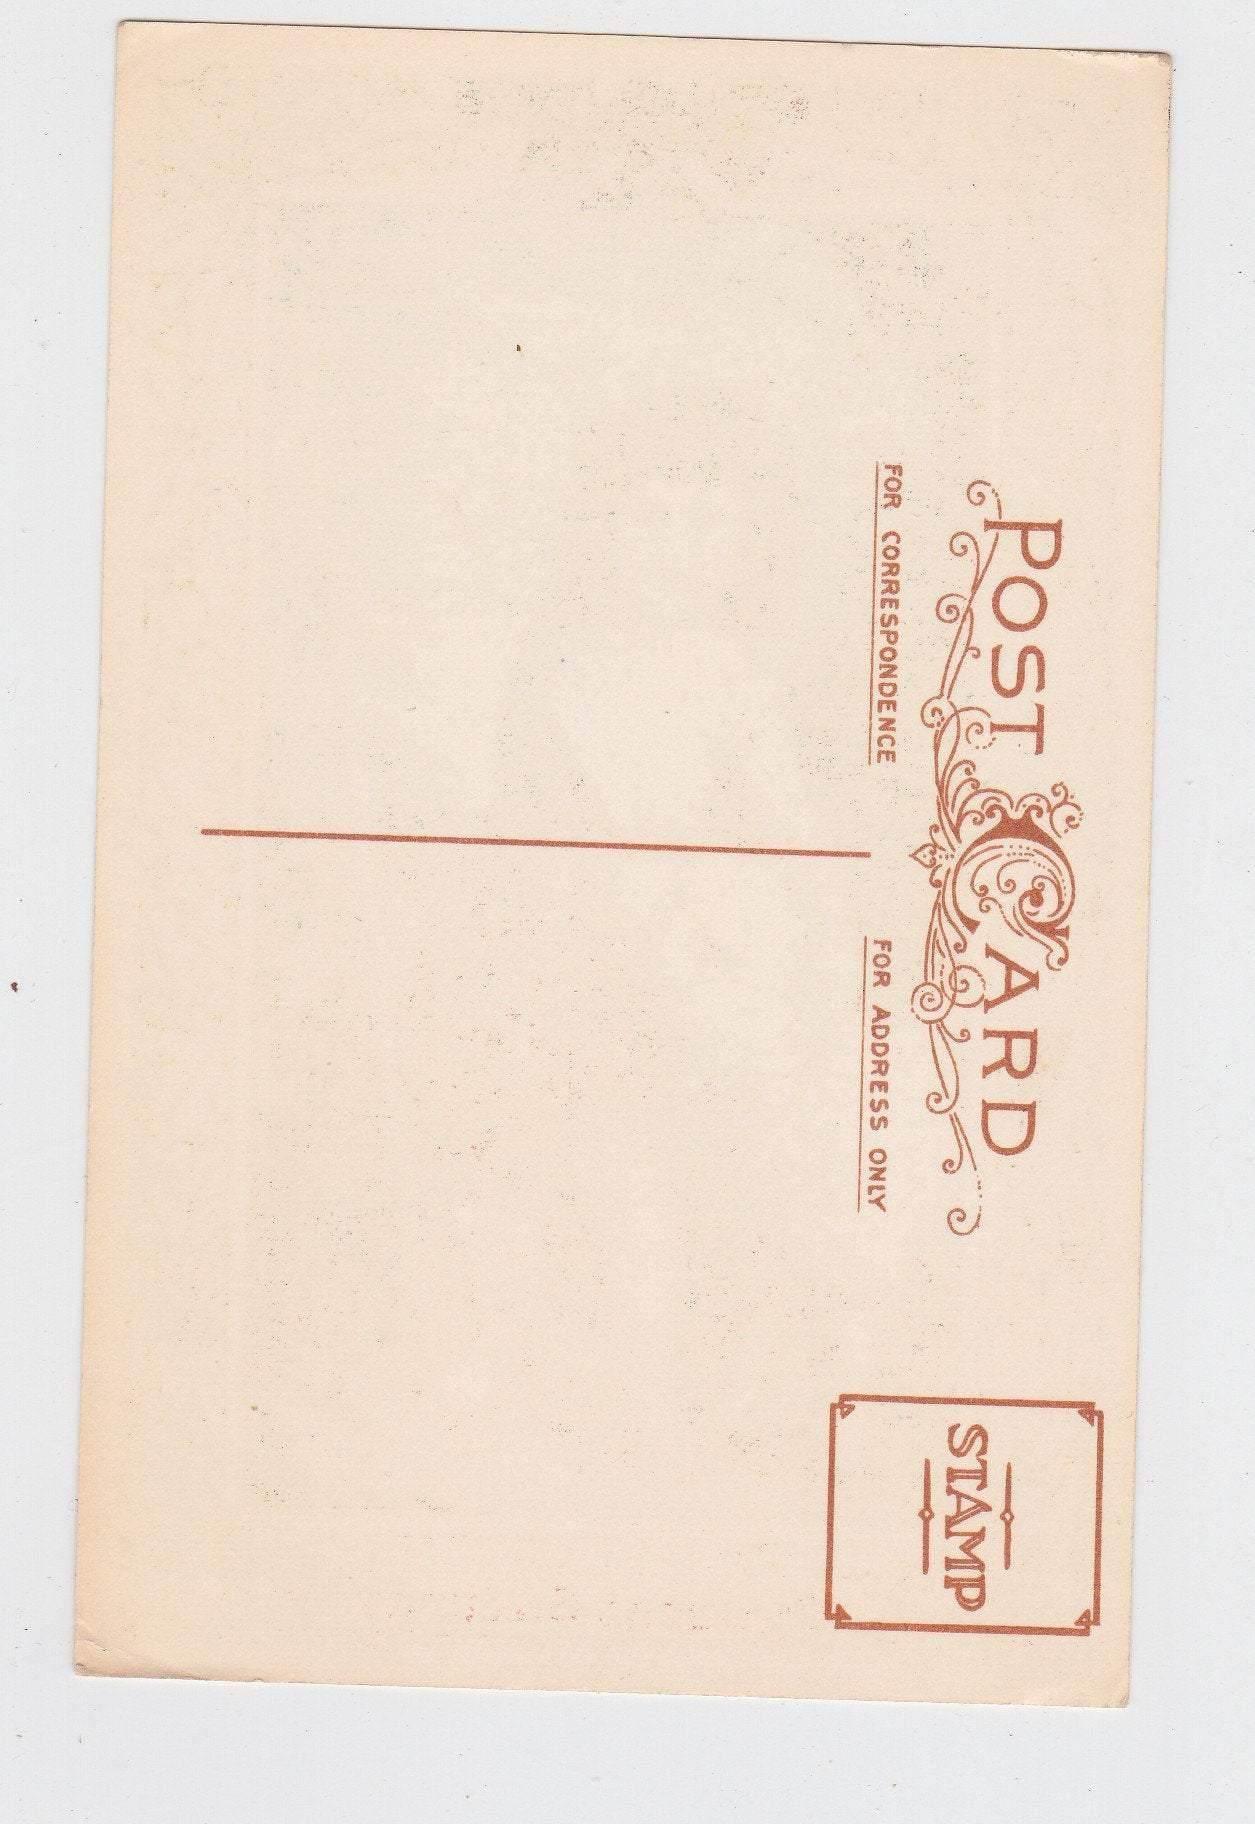 POST CARD
FOR CORRESPONDENCE
FOR ADDRESS ONLY
STAMP